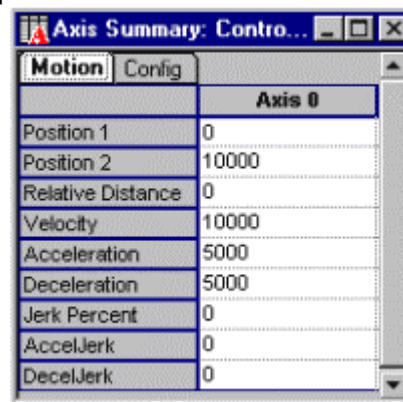 Axis Summary: Contro...
Motion Config
Axis 0
Position 1 0
Position 2 10000
Relative Distance 0
Velocity 10000
Acceleration 5000
Deceleration 5000
Jerk Percent 0
AccelJerk 0
DecelJerk 0